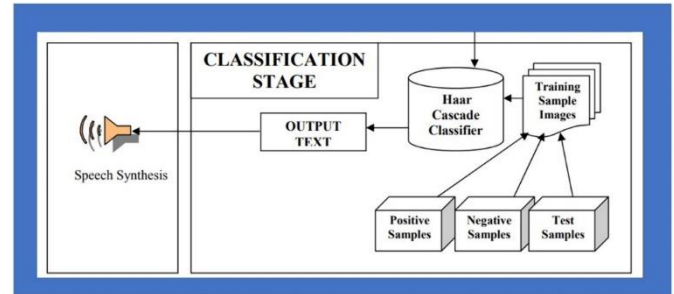 CLASSIFICATION
STAGE
Haar
Cascade
Classifier
Training
Sample
Images
OUTPUT
TEXT
Speech Synthesis
Positive
Samples
Negative
Samples
Test
Samples